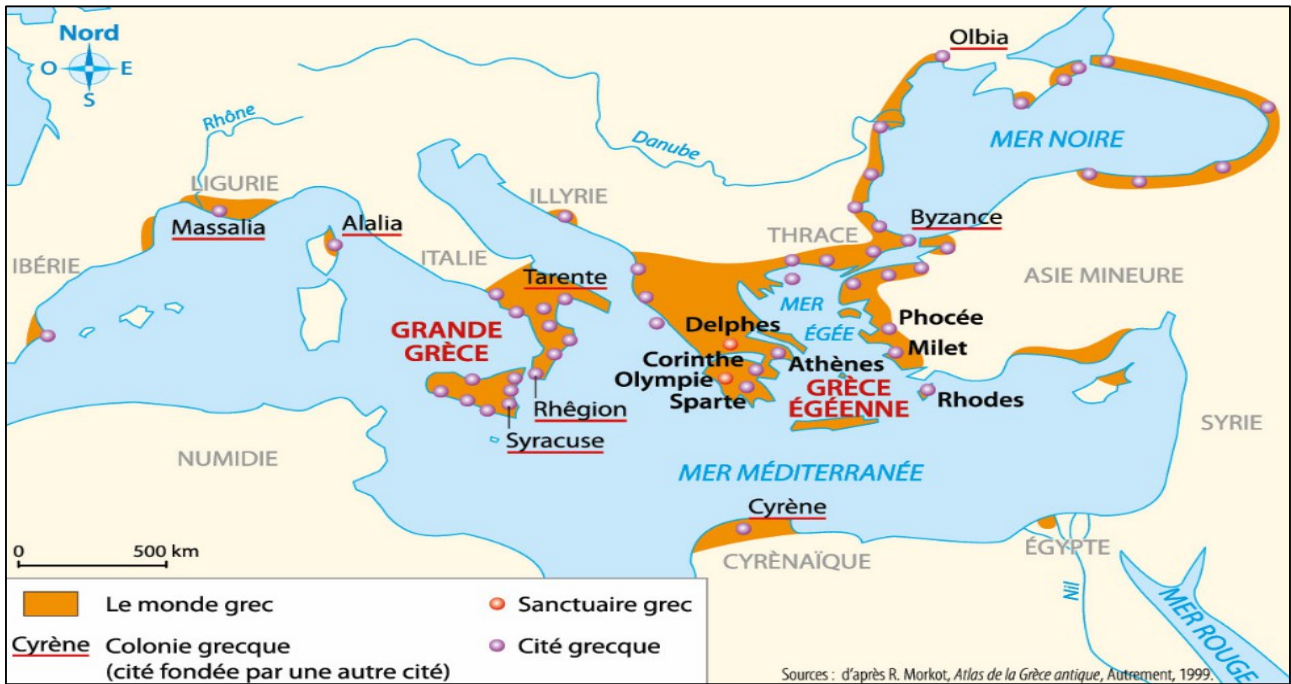 Nord
O E
S
Rhône
Danube
Olbia
MER NOIRE
LIGURIE
Massalia
Alalia
ILLYRIE
THRACE
Byzance
IBÉRIE
ITALIE
Tarente
ASIE MINEURE
MER
ÉGÉE
GRANDE
GRÈCE
Delphes
Phocée
Milet
Corinthe
Athènes
Olympie
Sparte
GRÈCE
ÉGÉENNE
Rhodes
Rhêgion
Syracuse
SYRIE
NUMIDIE
MER MÉDITERRANÉE
Cyrène
CYRÈNAÏQUE
ÉGYPTE
Nil
MER ROUGE
0 500 km
Le monde grec
Sanctuaire grec
Cyrène Colonie grecque
(cité fondée par une autre cité)
Cité grecque
Sources : d'après R. Morkot, Atlas de la Grèce antique, Autrement, 1999.